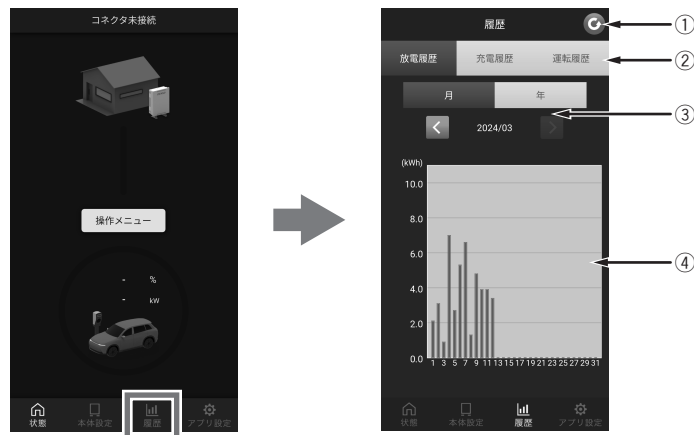 コネクタ未接続
操作メニュー
- %
- kW
状態 本体設定 履歴 アプリ設定
履歴
①
放電履歴 充電履歴 運転履歴
②
月 年
③
2024/03
(kWh)
10.0
8.0
6.0
④
4.0
2.0
0.0
1 3 5 7 9 11 13 15 17 19 21 23 25 27 29 31
状態 本体設定 履歴 アプリ設定